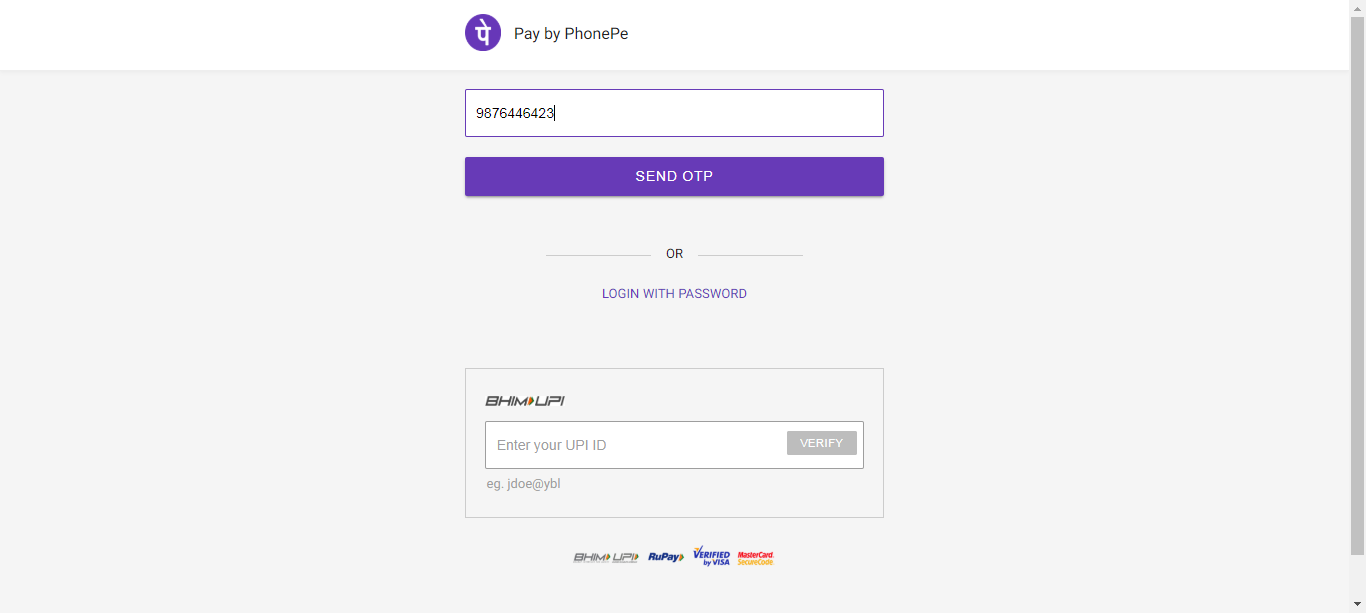 पे Pay by PhonePe
9876446423
SEND OTP
OR
LOGIN WITH PASSWORD
BHIM UPI
Enter your UPI ID VERIFY
eg. jdoe@ybl
BHIM UPI RuPay VERIFIED by VISA MasterCard. SecureCode.